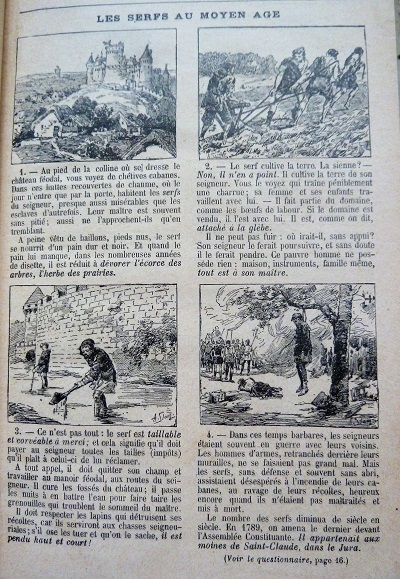 LES SERFS AU MOYEN AGE
1. — Au pied de la colline où se dresse le
château féodal, vous voyez de chétives cabanes.
Dans ces huttes recouvertes de chaume, où le
jour n'entre que par la porte, habitent les serfs
du seigneur, presque aussi misérables que les
esclaves d'autrefois. Leur maître est souvent
sans pitié; aussi ne l'approchent-ils qu'en
tremblant.
A peine vêtu de haillons, pieds nus, le serf
se nourrit d'un pain dur et noir. Et quand le
pain lui manque, dans les nombreuses années
de disette, il est réduit à dévorer l'écorce des
arbres, l'herbe des prairies.
2. — Le serf cultive la terre. La sienne? —
Non, il n'en a point. Il cultive la terre de son
seigneur. Vous le voyez qui traîne péniblement
une charrue; sa femme et ses enfants tra-
vaillent avec lui. — Il fait partie du domaine,
comme les bœufs de labour. Si le domaine est
vendu, il l'est avec lui. Il est, comme on dit,
attaché à la glèbe.
Il ne peut pas fuir : où irait-il, sans appui?
Son seigneur le ferait poursuivre, et sans doute
il le ferait pendre. Ce pauvre homme ne pos-
sède rien : maison, instruments, famille même,
tout est à son maître.
3. — Ce n'est pas tout : le serf est taillable
et corvéable à merci; et cela signifie qu'il doit
payer au seigneur toutes les tailles (impôts)
qu'il plaît à celui-ci de lui réclamer.
A tout appel, il doit quitter son champ et
travailler au manoir féodal, aux routes du sei-
gneur. Il cure les fossés du château; il passe
les nuits à en battre l'eau pour faire taire les
grenouilles qui troublent le sommeil du maître.
Il doit respecter les lapins qui détruisent ses
récoltes, car ils serviront aux chasses seigneu-
riales; s'il ose les tuer et qu'on le sache, il est
pendu haut et court!
4. — Dans ces temps barbares, les seigneurs
étaient souvent en guerre avec leurs voisins.
Les hommes d'armes, retranchés derrière leurs
murailles, ne se faisaient pas grand mal. Mais
les serfs, sans défense et souvent sans abri,
assistaient désespérés à l'incendie de leurs ca-
banes, au ravage de leurs récoltes, heureux
encore quand ils n'étaient pas maltraités et
mis à mort.
Le nombre des serfs diminua de siècle en
siècle. En 1789, on amena le dernier devant
l'Assemblée Constituante. Il appartenait aux
moines de Saint-Claude, dans le Jura.
(Voir le questionnaire, page 46.)